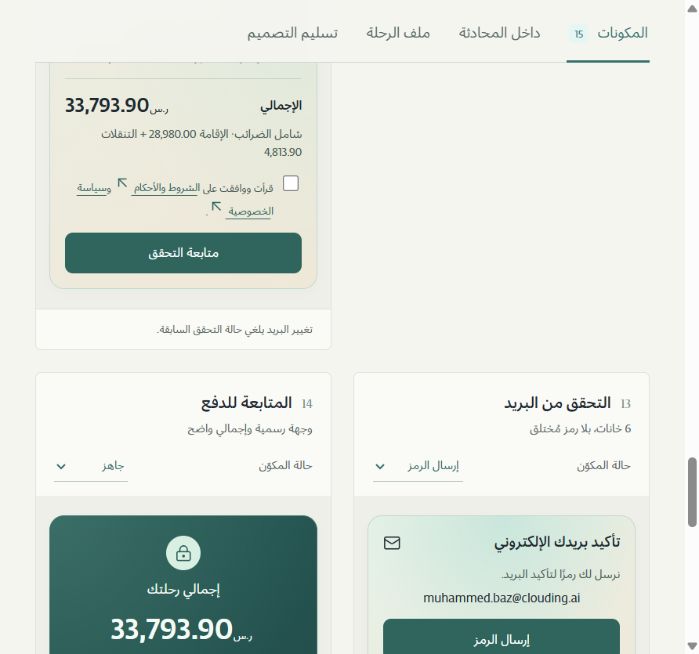 المكونات 15 داخل المحادثة ملف الرحلة تسليم التصميم
الإجمالي 33,793.90 ر.س
شامل الضرائب· الإقامة 28,980.00 + التنقلات
4,813.90
قرأت ووافقت على الشروط والأحكام وسياسة
الخصوصية .
متابعة التحقق
تغيير البريد يلغي حالة التحقق السابقة.
13 التحقق من البريد
6 خانات، بلا رمز مُختلق
حالة المكوّن إرسال الرمز
تأكيد بريدك الإلكتروني
نرسل لك رمزًا لتأكيد البريد.
muhammed.baz@clouding.ai
إرسال الرمز
14 المتابعة للدفع
وجهة رسمية وإجمالي واضح
حالة المكوّن جاهز
إجمالي رحلتك
33,793.90 ر.س